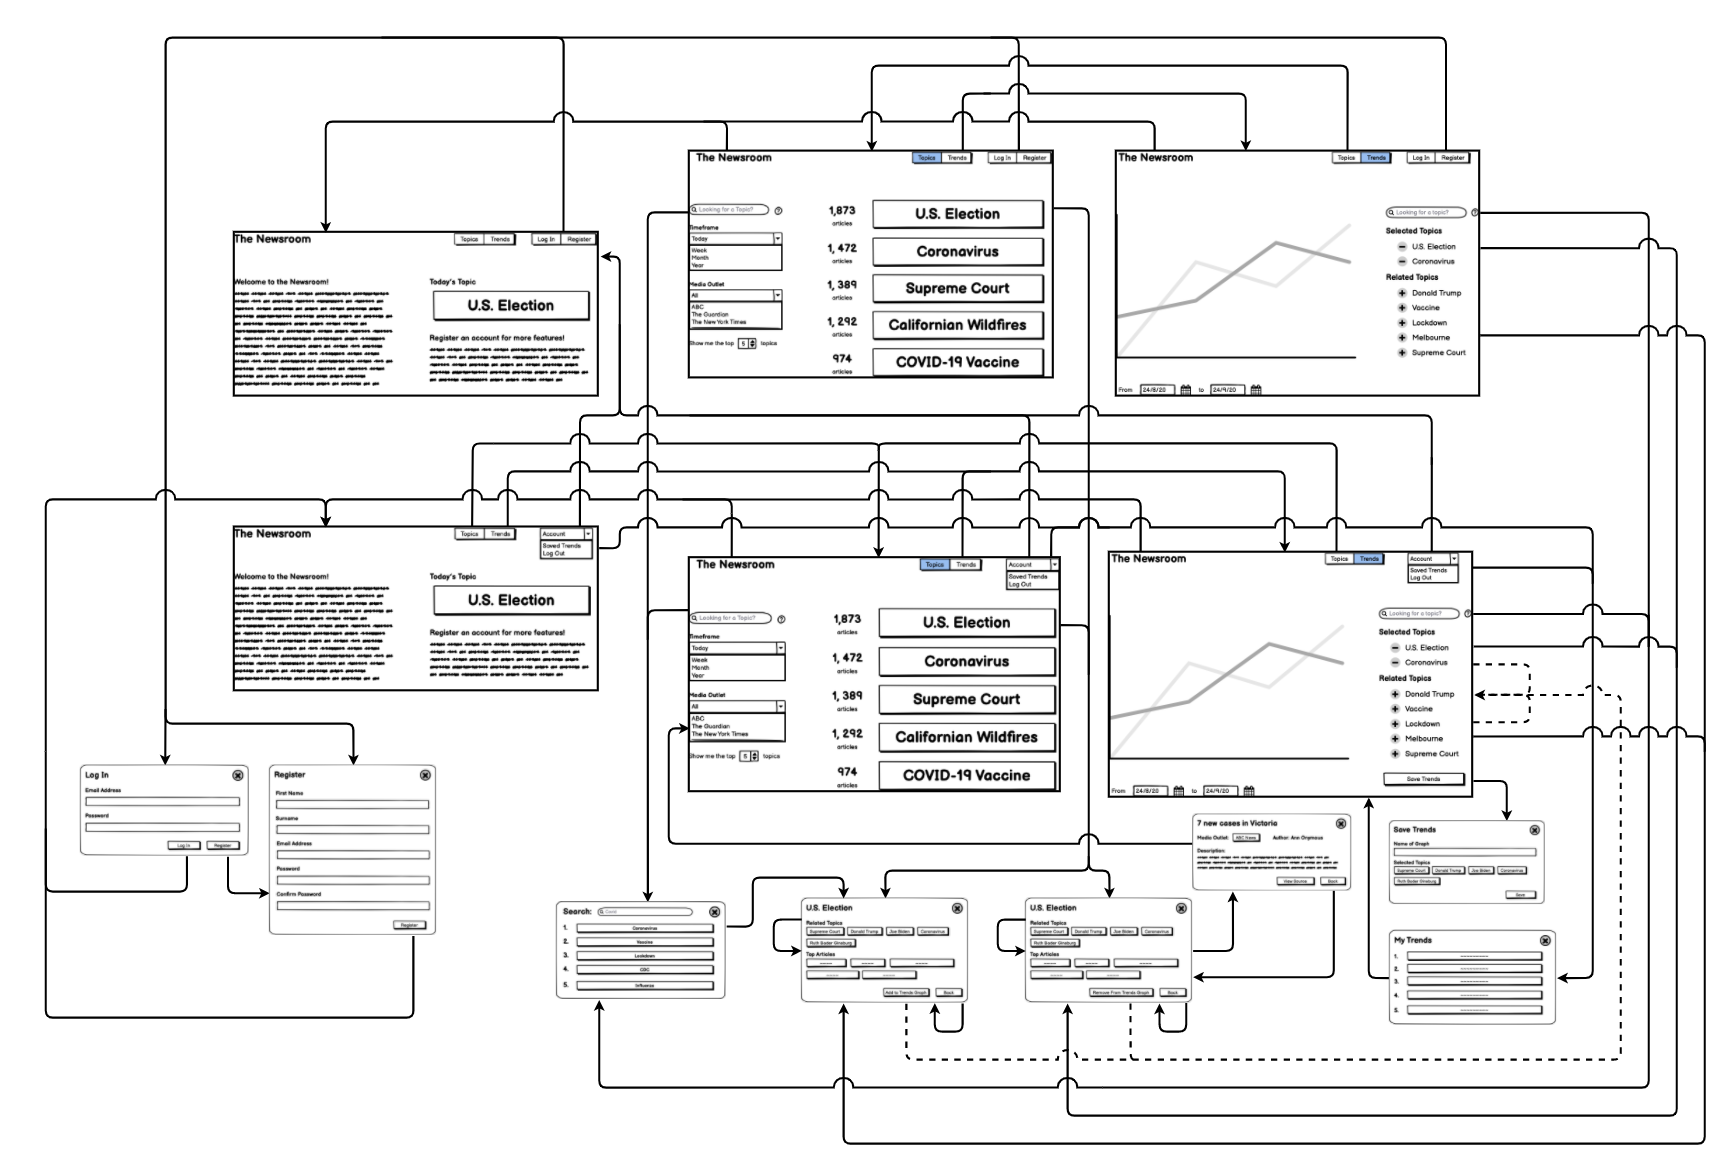 The Newsroom
Topics Trends Log In Register
Looking for a Topic?
Timeframe
Today
Week
Month
Year
Media Outlet
All
ABC
The Guardian
The New York Times
Show me the top 5 topics
1,873 articles U.S. Election
1, 472 articles Coronavirus
1, 389 articles Supreme Court
1, 292 articles Californian Wildfires
974 articles COVID-19 Vaccine
The Newsroom
Topics Trends Log In Register
Looking for a topic?
Selected Topics
U.S. Election
Coronavirus
Related Topics
Donald Trump
Vaccine
Lockdown
Melbourne
Supreme Court
From 24/8/20 to 24/9/20
The Newsroom
Topics Trends Log In Register
Welcome to the Newsroom!
Today's Topic
U.S. Election
Register an account for more features!
The Newsroom
Topics Trends Account
Saved Trends
Log Out
Welcome to the Newsroom!
Today's Topic
U.S. Election
Register an account for more features!
The Newsroom
Topics Trends Account
Saved Trends
Log Out
Looking for a Topic?
Timeframe
Today
Week
Month
Year
Media Outlet
All
ABC
The Guardian
The New York Times
Show me the top 5 topics
1,873 articles U.S. Election
1, 472 articles Coronavirus
1, 389 articles Supreme Court
1, 292 articles Californian Wildfires
974 articles COVID-19 Vaccine
The Newsroom
Topics Trends Account
Saved Trends
Log Out
Looking for a topic?
Selected Topics
U.S. Election
Coronavirus
Related Topics
Donald Trump
Vaccine
Lockdown
Melbourne
Supreme Court
Save Trends
From 24/8/20 to 24/9/20
Log In
Email Address
Password
Log In Register
Register
First Name
Surname
Email Address
Password
Confirm Password
Register
Search: Covid
1. Coronavirus
2. Vaccine
3. Lockdown
4. CDC
5. Influenza
U.S. Election
Related Topics
Supreme Court Donald Trump Joe Biden Coronavirus
Ruth Bader Ginsburg
Top Articles
Add to Trends Graph Back
U.S. Election
Related Topics
Supreme Court Donald Trump Joe Biden Coronavirus
Ruth Bader Ginsburg
Top Articles
Remove From Trends Graph Back
7 new cases in Victoria
Media Outlet: ABC News Author: Ann Onymous
Description:
View Source Back
Save Trends
Name of Graph
Selected Topics
Supreme Court Donald Trump Joe Biden Coronavirus
Ruth Bader Ginsburg
Save
My Trends
1.
2.
3.
4.
5.